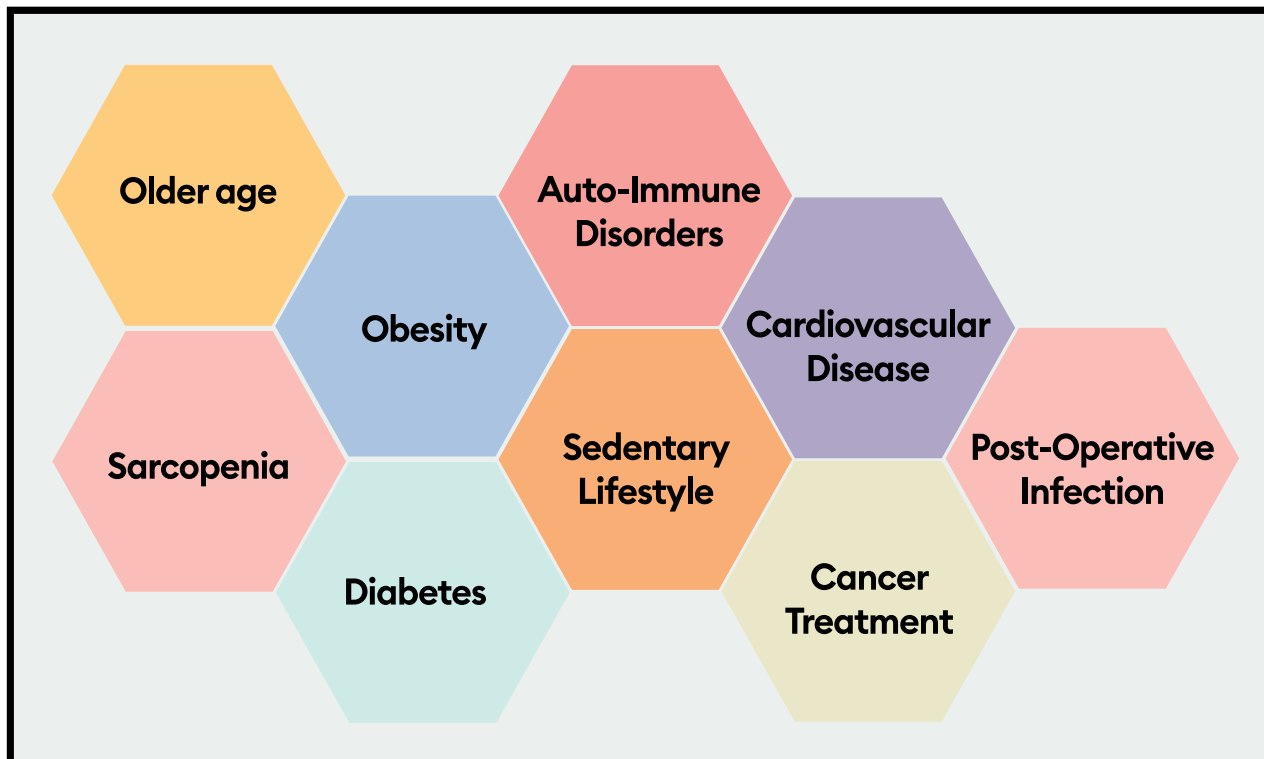 Older age
Auto-Immune
Disorders
Obesity
Cardiovascular
Disease
Sarcopenia
Sedentary
Lifestyle
Post-Operative
Infection
Diabetes
Cancer
Treatment